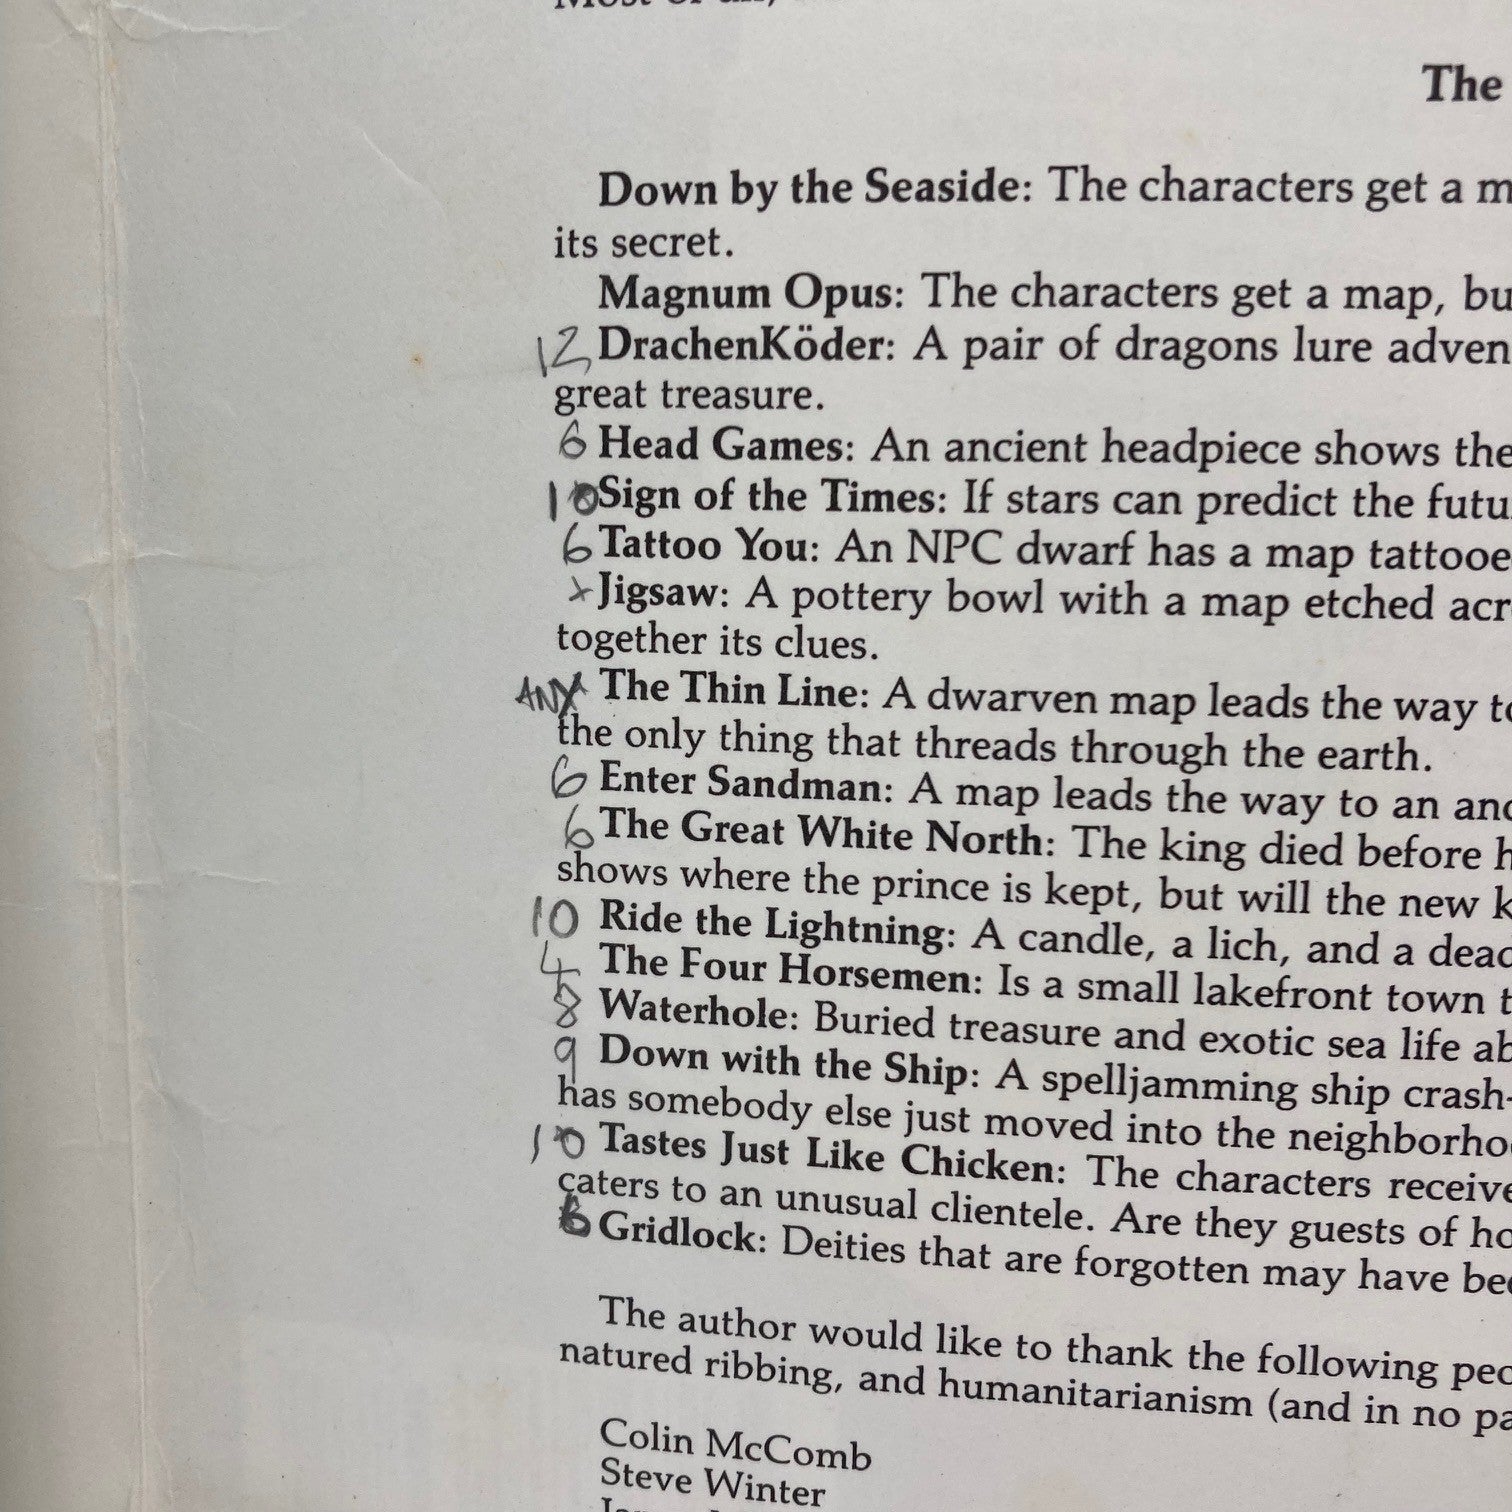 The
Down by the Seaside: The characters get a m
its secret.
Magnum Opus: The characters get a map, bu
12 DrachenKöder: A pair of dragons lure adven
great treasure.
6 Head Games: An ancient headpiece shows the
10 Sign of the Times: If stars can predict the futu
6 Tattoo You: An NPC dwarf has a map tattooe
x Jigsaw: A pottery bowl with a map etched acr
together its clues.
ANY The Thin Line: A dwarven map leads the way to
the only thing that threads through the earth.
6 Enter Sandman: A map leads the way to an anc
6 The Great White North: The king died before h
shows where the prince is kept, but will the new k
10 Ride the Lightning: A candle, a lich, and a dead
4 The Four Horsemen: Is a small lakefront town t
8 Waterhole: Buried treasure and exotic sea life ab
9 Down with the Ship: A spelljamming ship crash-
has somebody else just moved into the neighborhoo
10 Tastes Just Like Chicken: The characters receive
caters to an unusual clientele. Are they guests of ho
6 Gridlock: Deities that are forgotten may have bee
The author would like to thank the following peo
natured ribbing, and humanitarianism (and in no pa
Colin McComb
Steve Winter